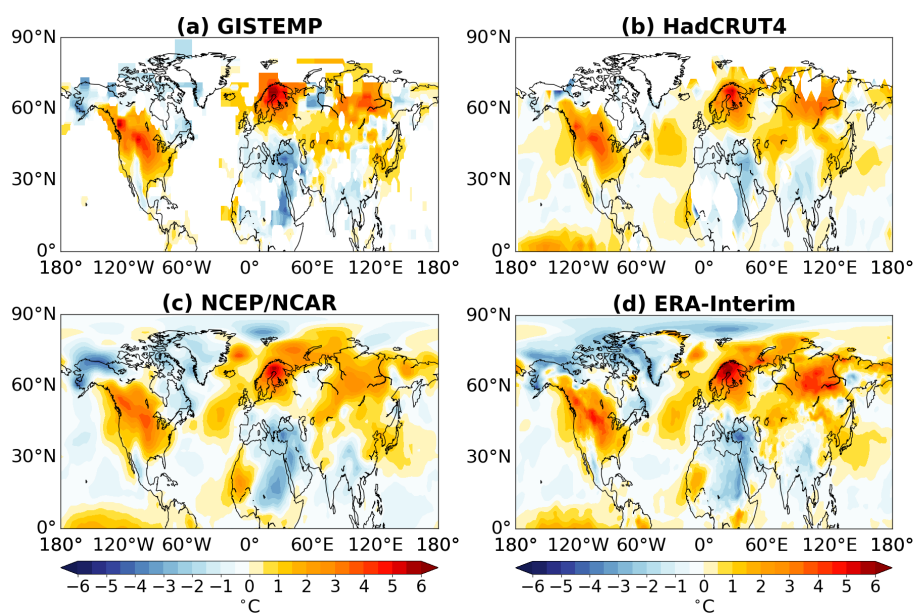 (a) GISTEMP
90°N
60°N
30°N
0°
180° 120°W 60°W 0° 60°E 120°E 180°
(b) HadCRUT4
90°N
60°N
30°N
0°
180° 120°W 60°W 0° 60°E 120°E 180°
(c) NCEP/NCAR
90°N
60°N
30°N
0°
180° 120°W 60°W 0° 60°E 120°E 180°
(d) ERA-Interim
90°N
60°N
30°N
0°
180° 120°W 60°W 0° 60°E 120°E 180°
−6 −5 −4 −3 −2 −1 0 1 2 3 4 5 6
°C
−6 −5 −4 −3 −2 −1 0 1 2 3 4 5 6
°C